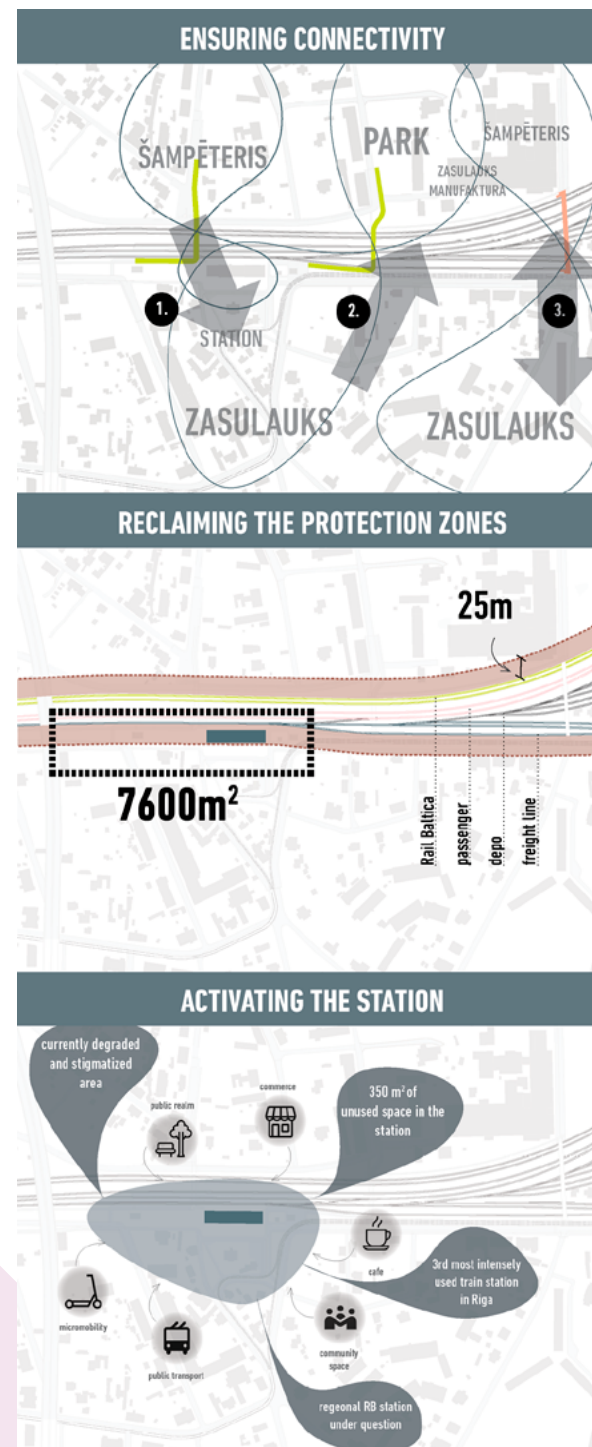 ENSURING CONNECTIVITY
ŠAMPĒTERIS
PARK
ŠAMPĒTERIS
ZASULAUKS
MANUFAKTURA
1.
2.
3.
STATION
ZASULAUKS
ZASULAUKS
RECLAIMING THE PROTECTION ZONES
25m
7600m²
Rail Baltica
passenger
depo
freight line
ACTIVATING THE STATION
currently degraded
and stigmatized
area
public realm
commerce
350 m² of
unused space in the
station
cafe
3rd most intensely
used train station
in Riga
micromobility
public transport
community
space
regeonal RB station
under question